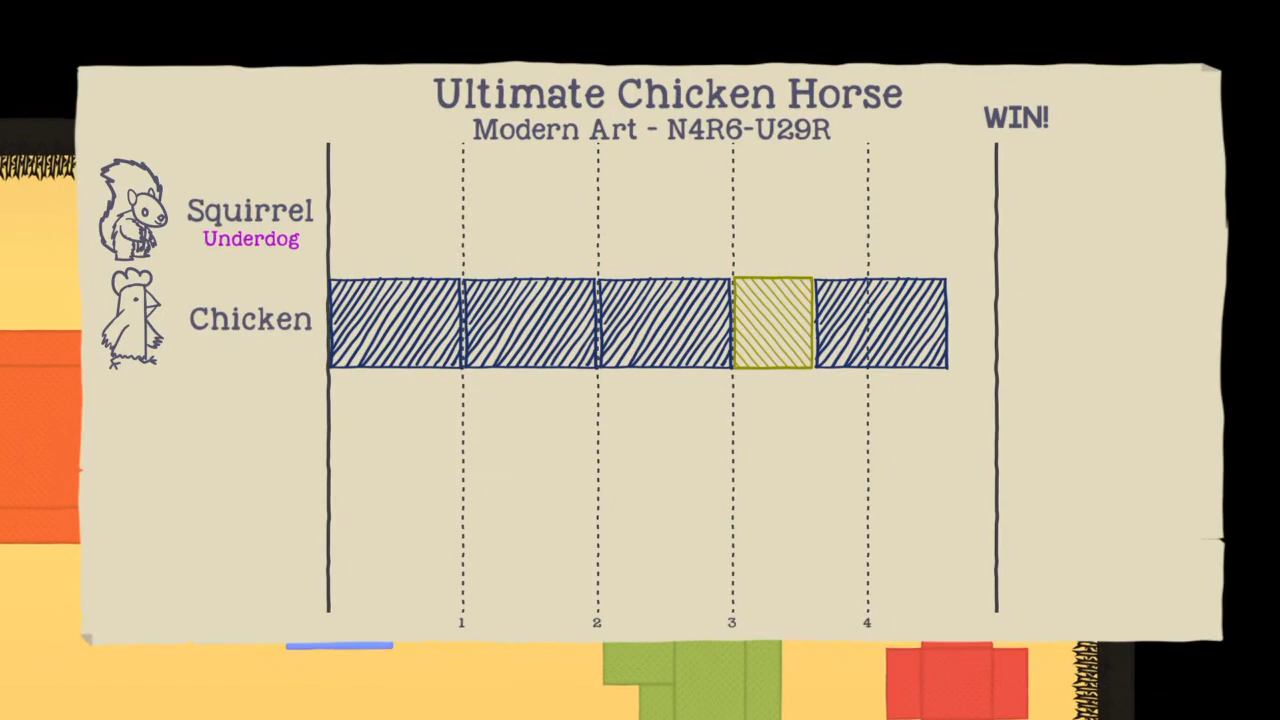 Ultimate Chicken Horse
Modern Art - N4R6-U29R
WIN!
Squirrel
Underdog
Chicken
1 2 3 4